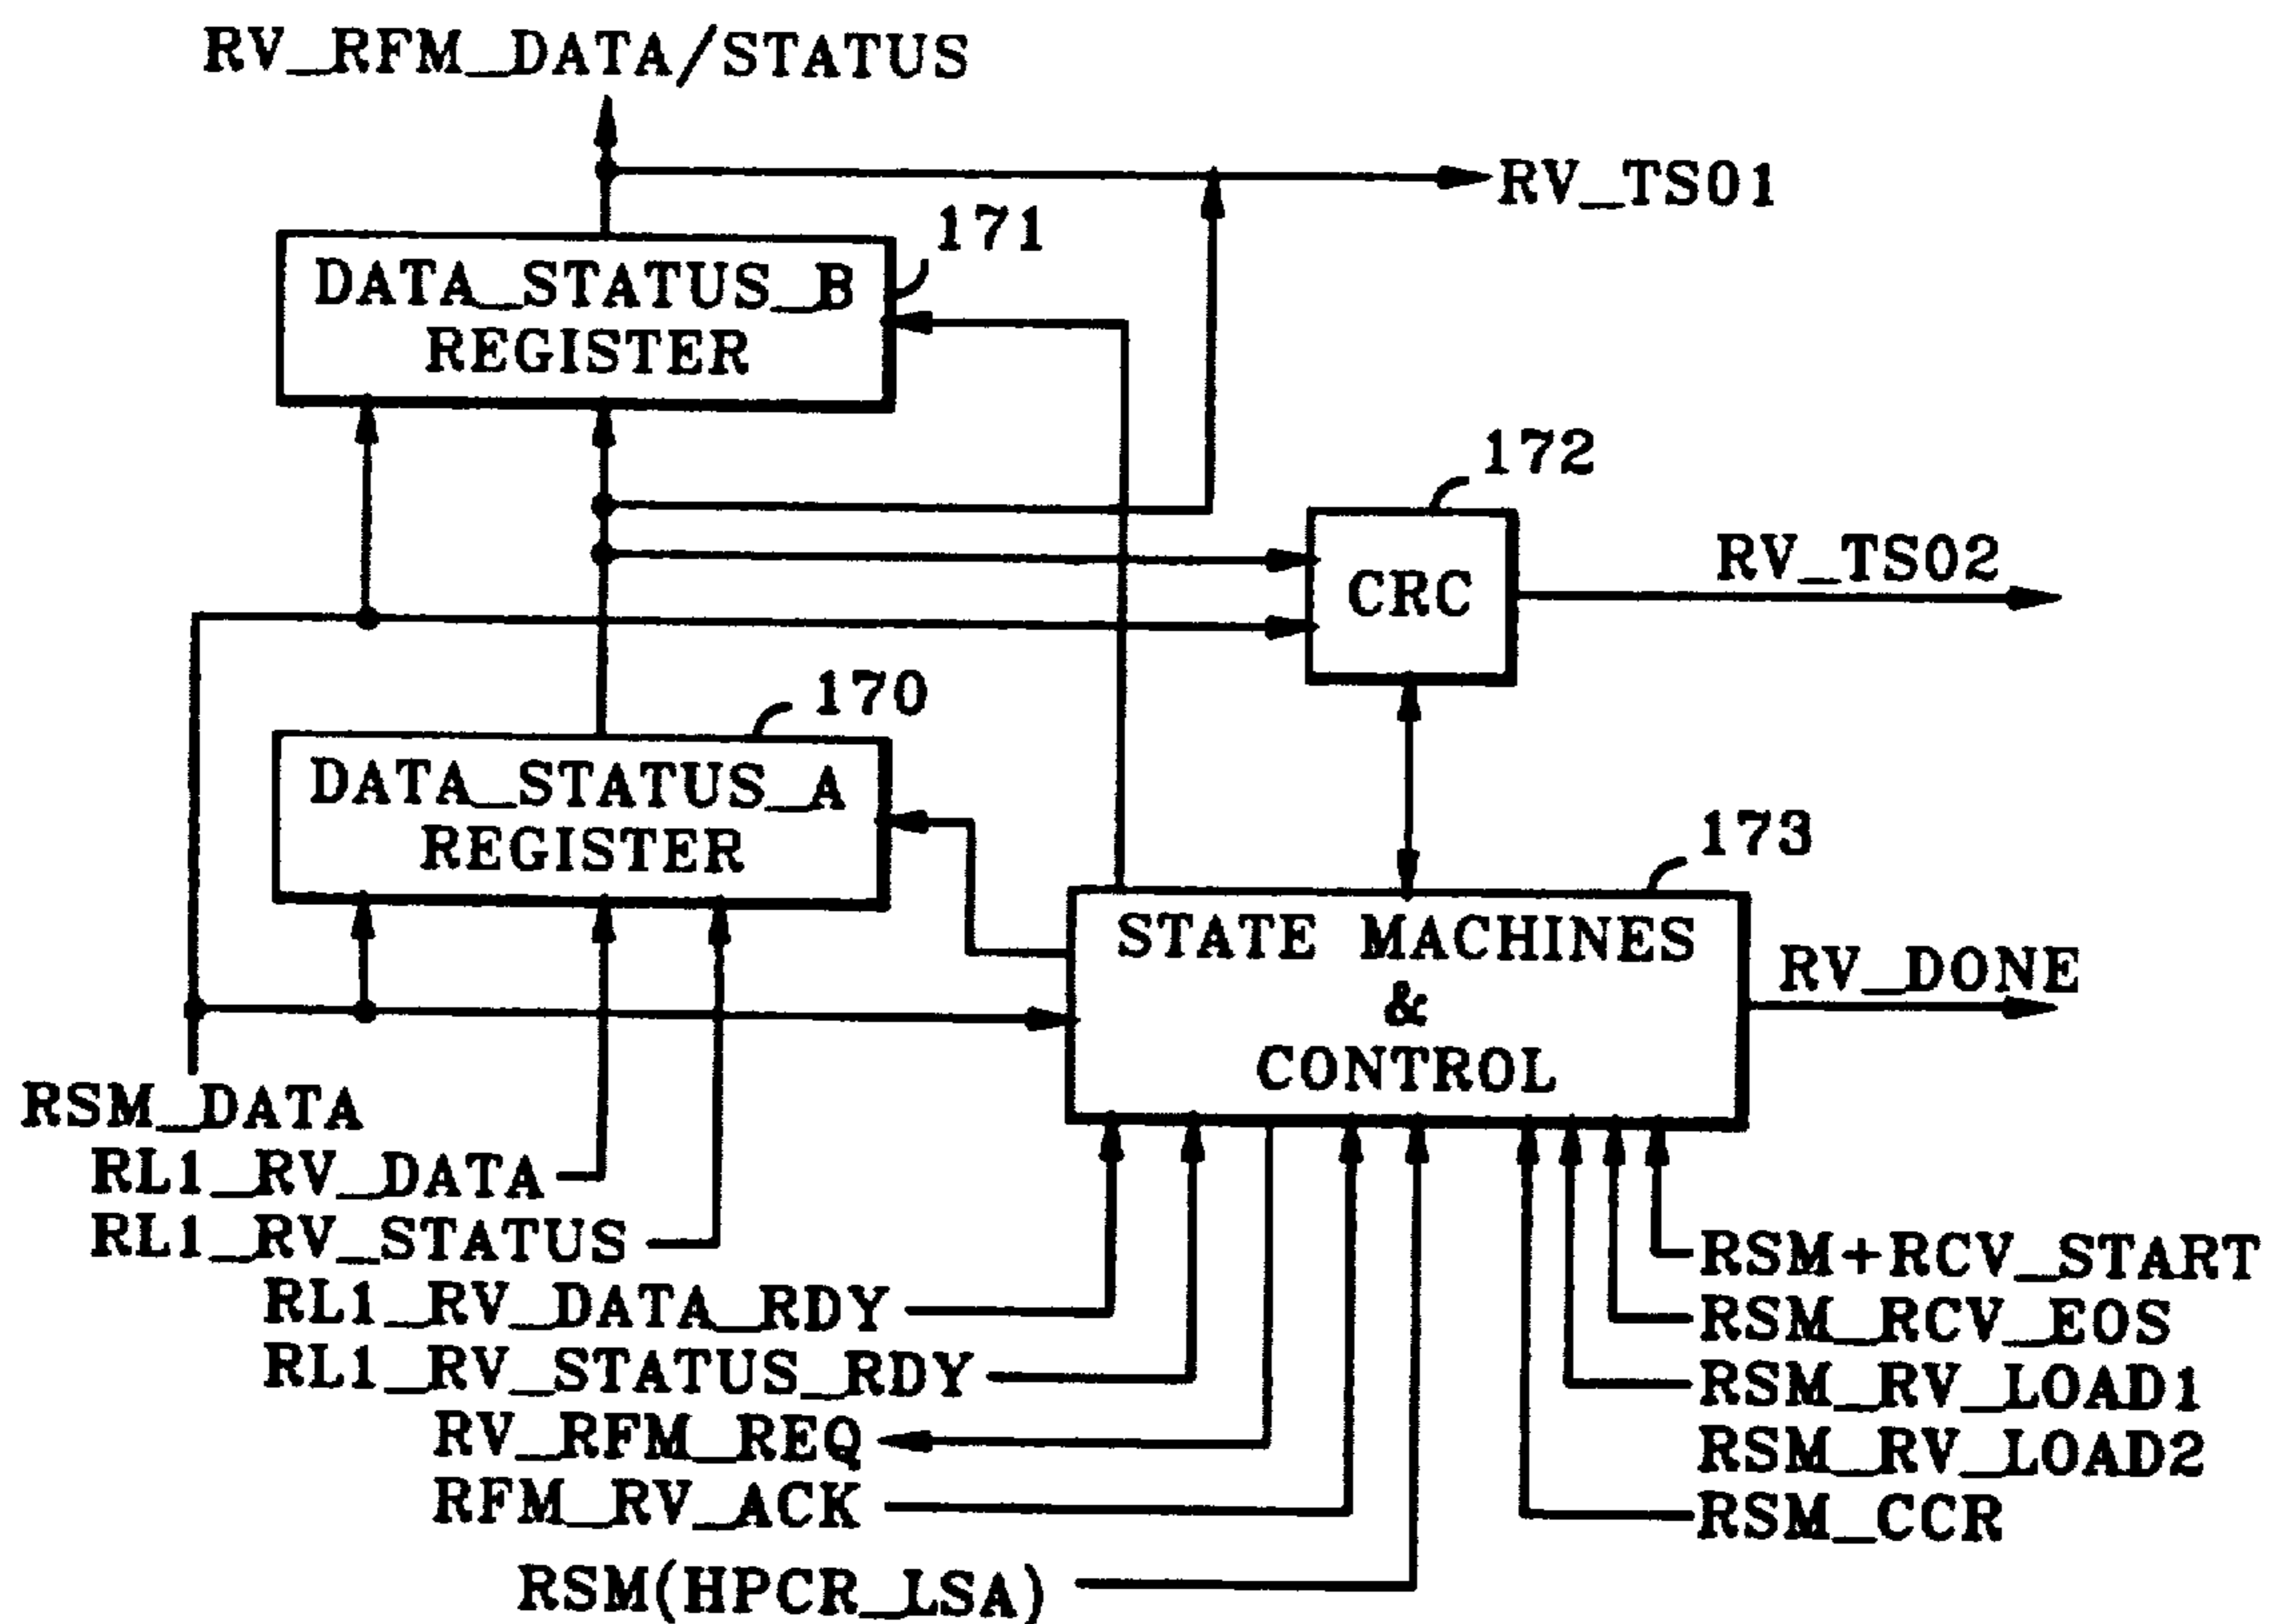 RV_RFM_DATA/STATUS
RV_TS01
171
DATA_STATUS_B
REGISTER
172
CRC
RV_TS02
170
DATA_STATUS_A
REGISTER
173
STATE MACHINES
&
CONTROL
RV_DONE
RSM_DATA
RL1_RV_DATA
RL1_RV_STATUS
RL1_RV_DATA_RDY
RL1_RV_STATUS_RDY
RV_RFM_REQ
RFM_RV_ACK
RSM(HPCR_LSA)
RSM+RCV_START
RSM_RCV_EOS
RSM_RV_LOAD1
RSM_RV_LOAD2
RSM_CCR